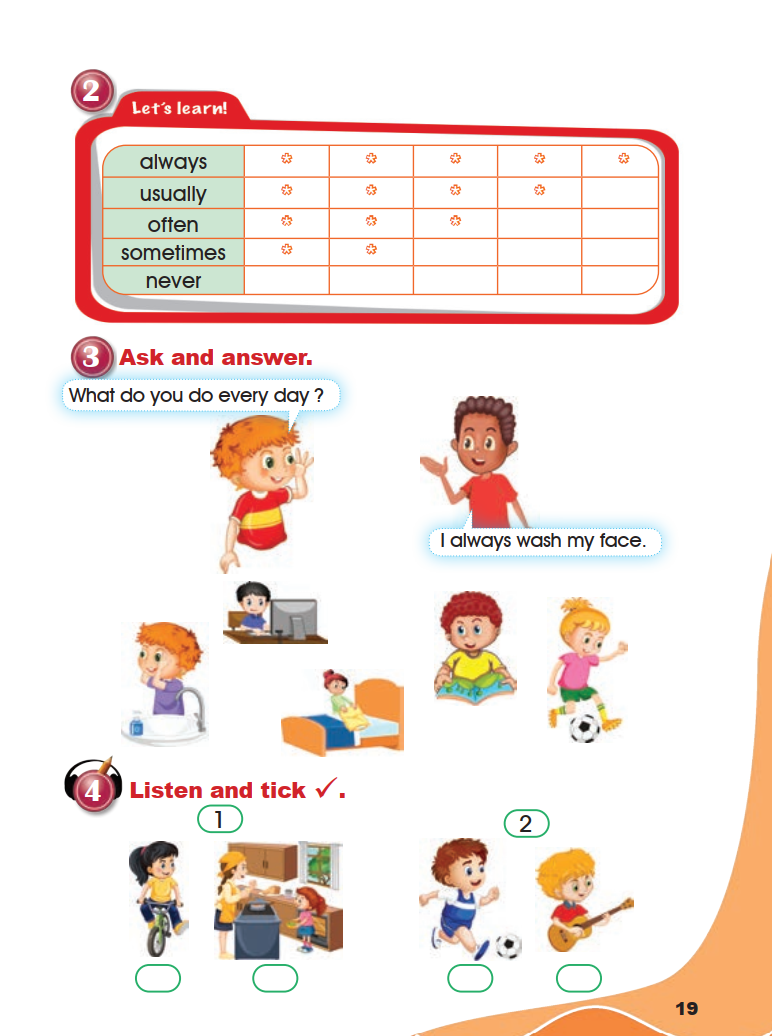 2
Let's learn!
always
usually
often
sometimes
never
3 Ask and answer.
What do you do every day ?
I always wash my face.
4 Listen and tick ✓.
1
2
19